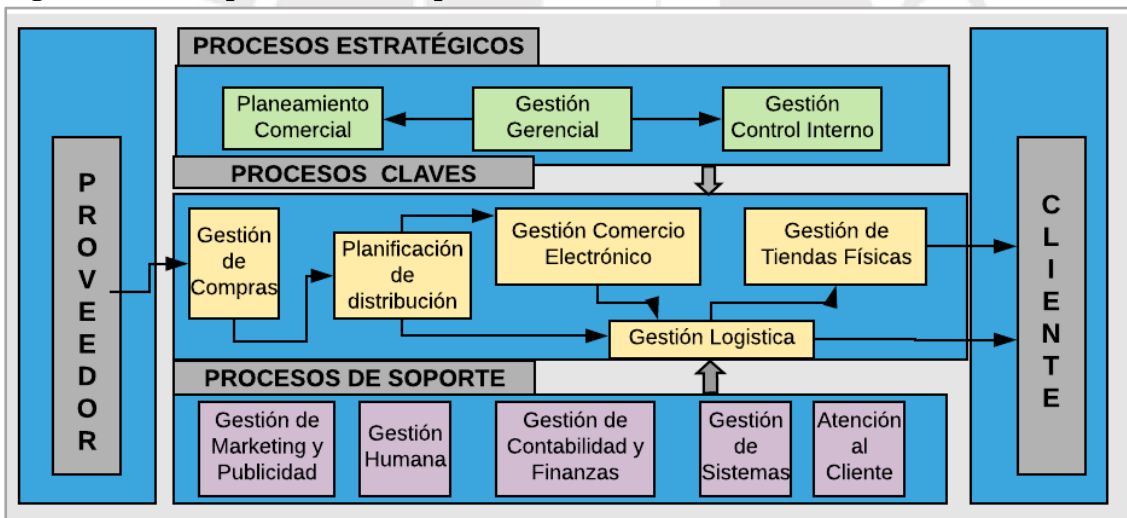 PROCESOS ESTRATÉGICOS
Planeamiento
Comercial
Gestión
Gerencial
Gestión
Control Interno
PROCESOS CLAVES
PROVEEDOR
Gestión
de
Compras
Planificación
de
distribución
Gestión Comercio
Electrónico
Gestión de
Tiendas Físicas
Gestión Logistica
CLIENTE
PROCESOS DE SOPORTE
Gestión de
Marketing y
Publicidad
Gestión
Humana
Gestión de
Contabilidad y
Finanzas
Gestión
de
Sistemas
Atención
al
Cliente